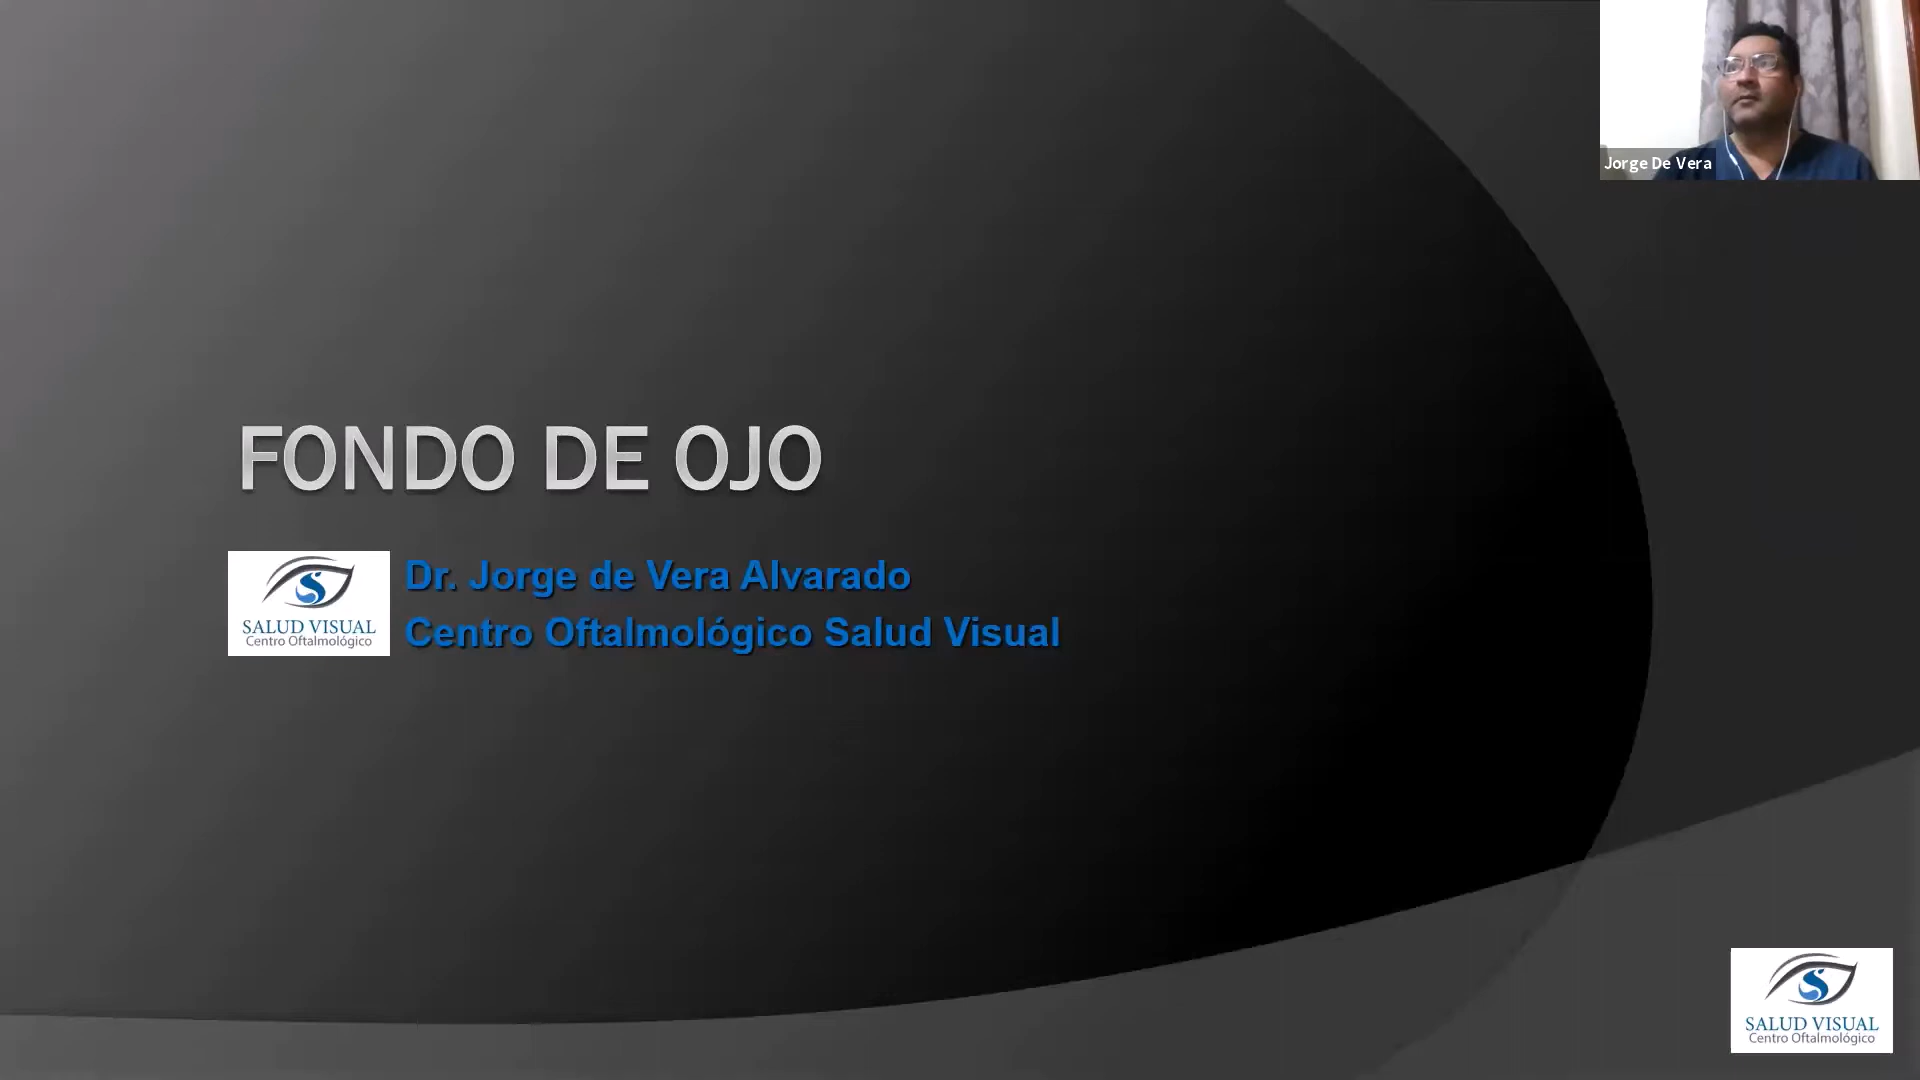 Jorge De Vera
FONDO DE OJO
Dr. Jorge de Vera Alvarado
Centro Oftalmológico Salud Visual
SALUD VISUAL
Centro Oftalmológico
SALUD VISUAL
Centro Oftalmológico